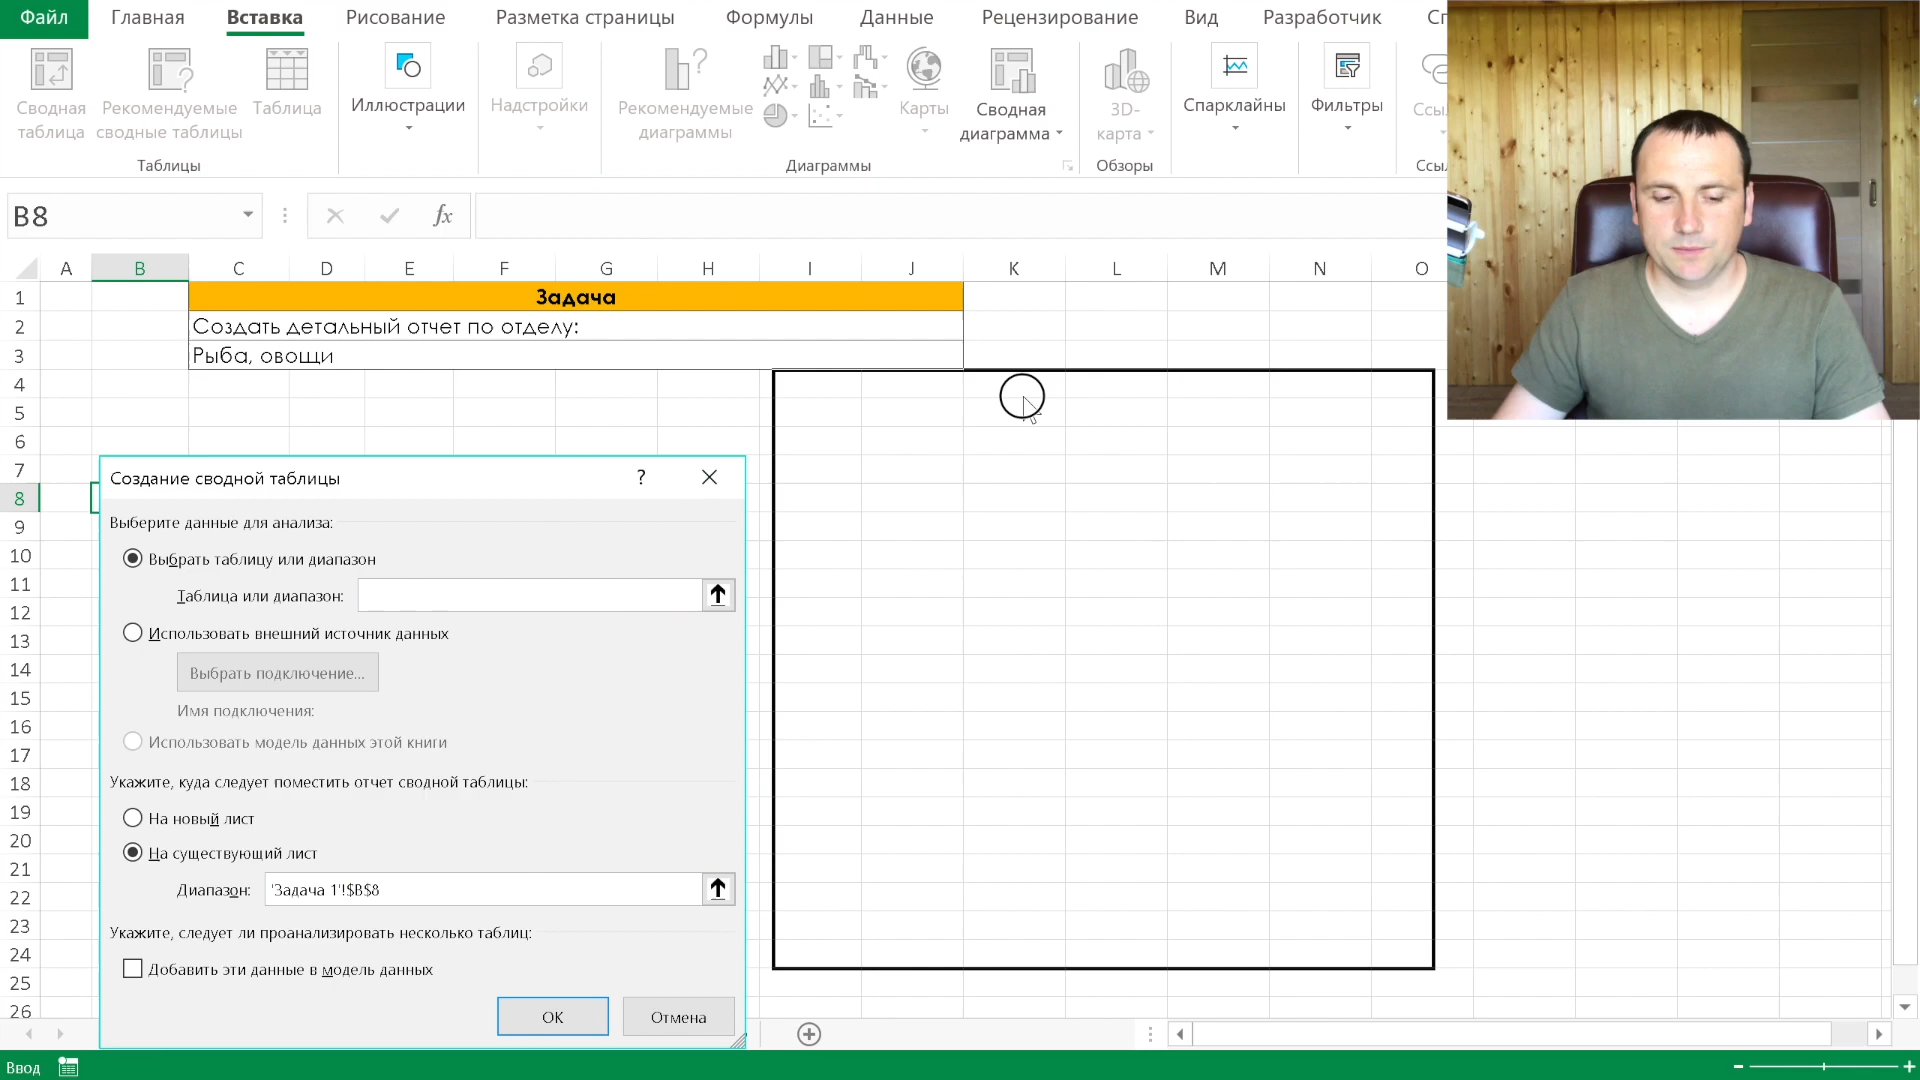 Файл Главная Вставка Рисование Разметка страницы Формулы Данные Рецензирование Вид Разработчик
Сводная таблица
Рекомендуемые сводные таблицы
Таблица
Таблицы
Иллюстрации
Надстройки
Рекомендуемые диаграммы
Карты
Сводная диаграмма
Диаграммы
3D-карта
Обзоры
Спарклайны
Фильтры
B8
fx
A B C D E F G H I J K L M N O
1 Задача
2 Создать детальный отчет по отделу:
3 Рыба, овощи
4
5
6
7
8
9
10
11
12
13
14
15
16
17
18
19
20
21
22
23
24
25
26
Создание сводной таблицы ?
Выберите данные для анализа:
Выбрать таблицу или диапазон
Таблица или диапазон:
Использовать внешний источник данных
Выбрать подключение...
Имя подключения:
Использовать модель данных этой книги
Укажите, куда следует поместить отчет сводной таблицы:
На новый лист
На существующий лист
Диапазон: 'Задача 1'!$B$8
Укажите, следует ли проанализировать несколько таблиц:
Добавить эти данные в модель данных
ОК Отмена
Ввод